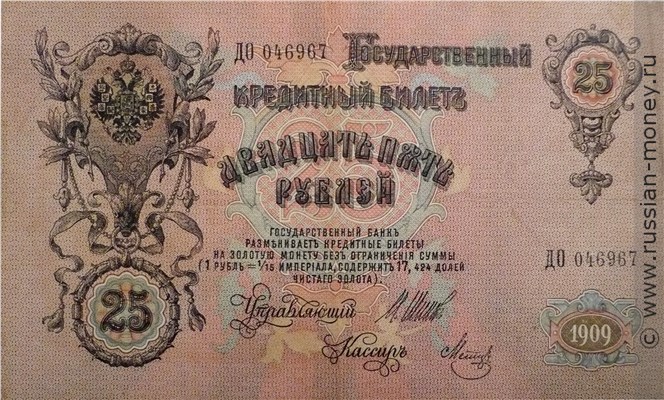 ДО 046967 Государственный
25
Кредитный Билетъ
Двадцать пять
рублей
Государственный Банкъ
размѣниваетъ кредитные билеты
на золотую монету безъ ограниченія суммы
(1 рубль = 1/15 имперіала, содержитъ 17,424 долей
чистаго золота).
ДО 046967
25
Управляющій
Кассиръ
1909
© www.russian-money.ru